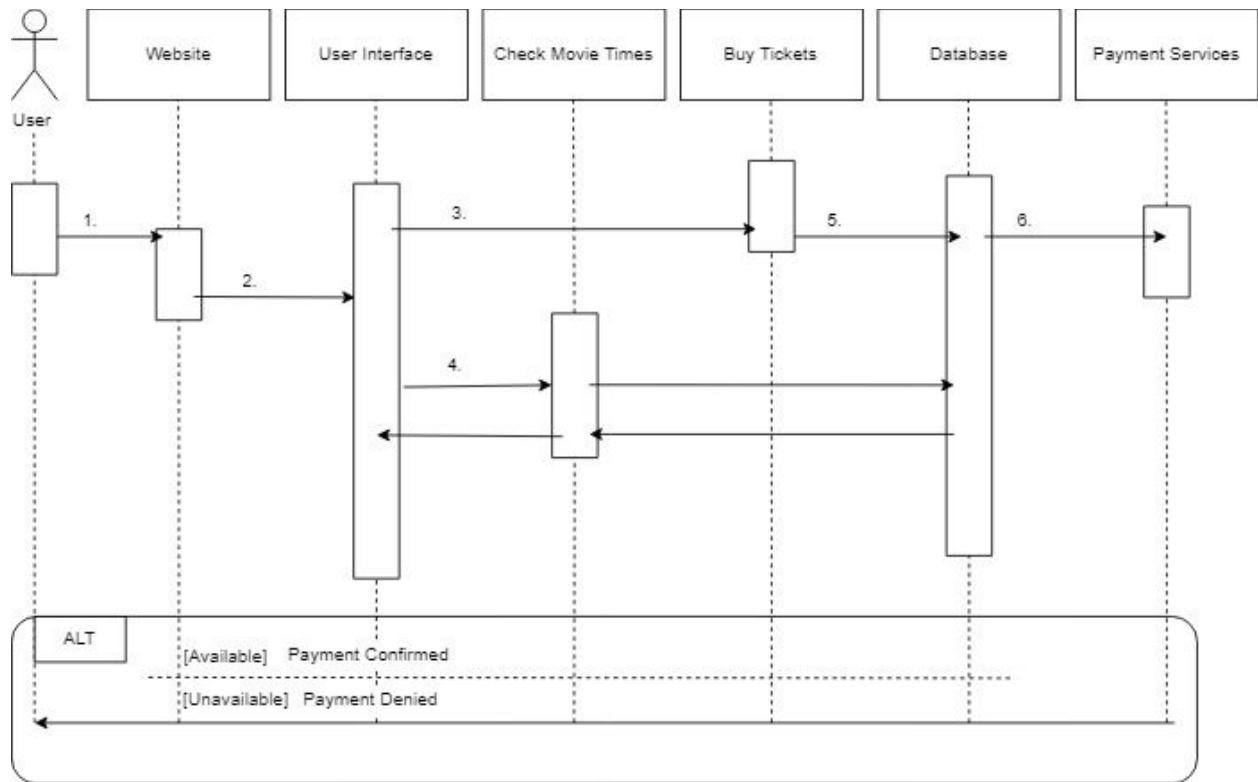 Website
User Interface
Check Movie Times
Buy Tickets
Database
Payment Services
User
1.
2.
3.
4.
5.
6.
ALT
[Available] Payment Confirmed
[Unavailable] Payment Denied